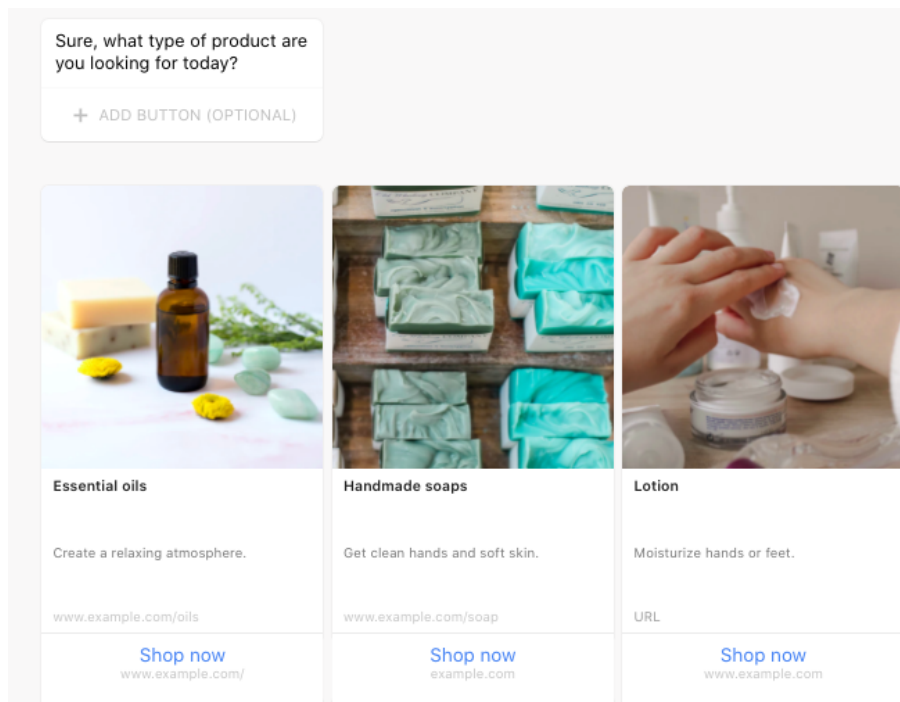 Sure, what type of product are
you looking for today?
+ ADD BUTTON (OPTIONAL)
Essential oils
Create a relaxing atmosphere.
www.example.com/oils
Shop now
www.example.com/
Handmade soaps
Get clean hands and soft skin.
www.example.com/soap
Shop now
example.com
Lotion
Moisturize hands or feet.
URL
Shop now
www.example.com